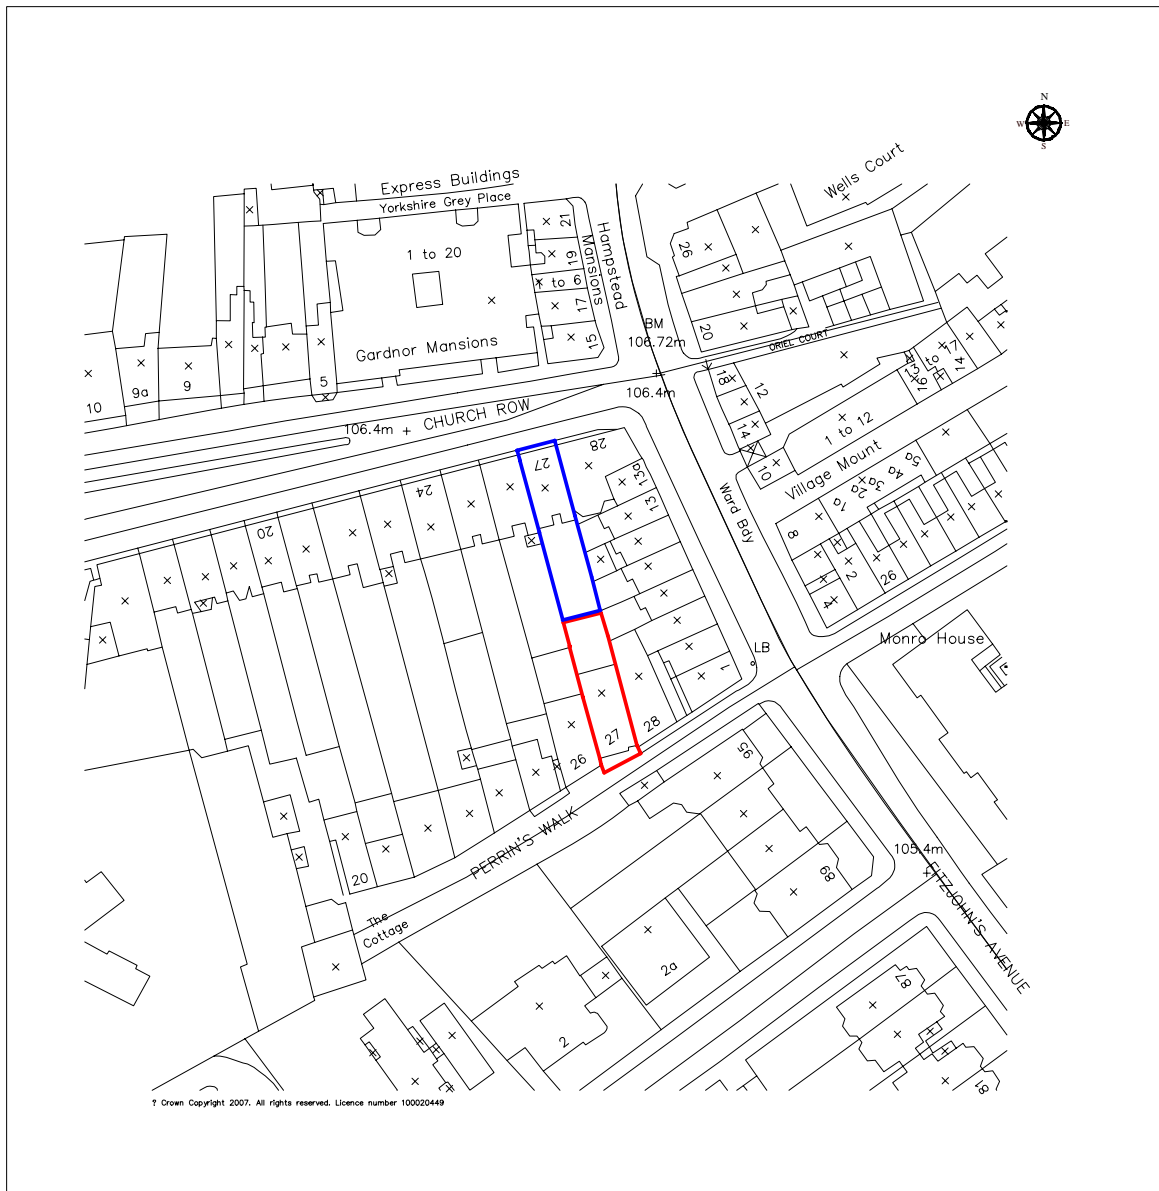 N
W E
S
Express Buildings
Yorkshire Grey Place
Wells Court
1 to 20
Gardnor Mansions
21
19
1 to 6
17
15
Hampstead
Mansions
26
20
BM
106.72m
106.4m
ORIEL COURT
10
9a
9
5
106.4m
CHURCH ROW
18
12
14
10
1 to 12
Village Mount
13
to
17
16
74
1a
2a
3a
4a
5a
8
2
4
26
Ward Bdy
20
24
27
28
13a
13
1
LB
Monro House
26
27
28
95
89
PERRIN'S WALK
20
The
Cottage
105.4m
FITZJOHN'S AVENUE
2a
2
87
81
? Crown Copyright 2007. All rights reserved. Licence number 100020449